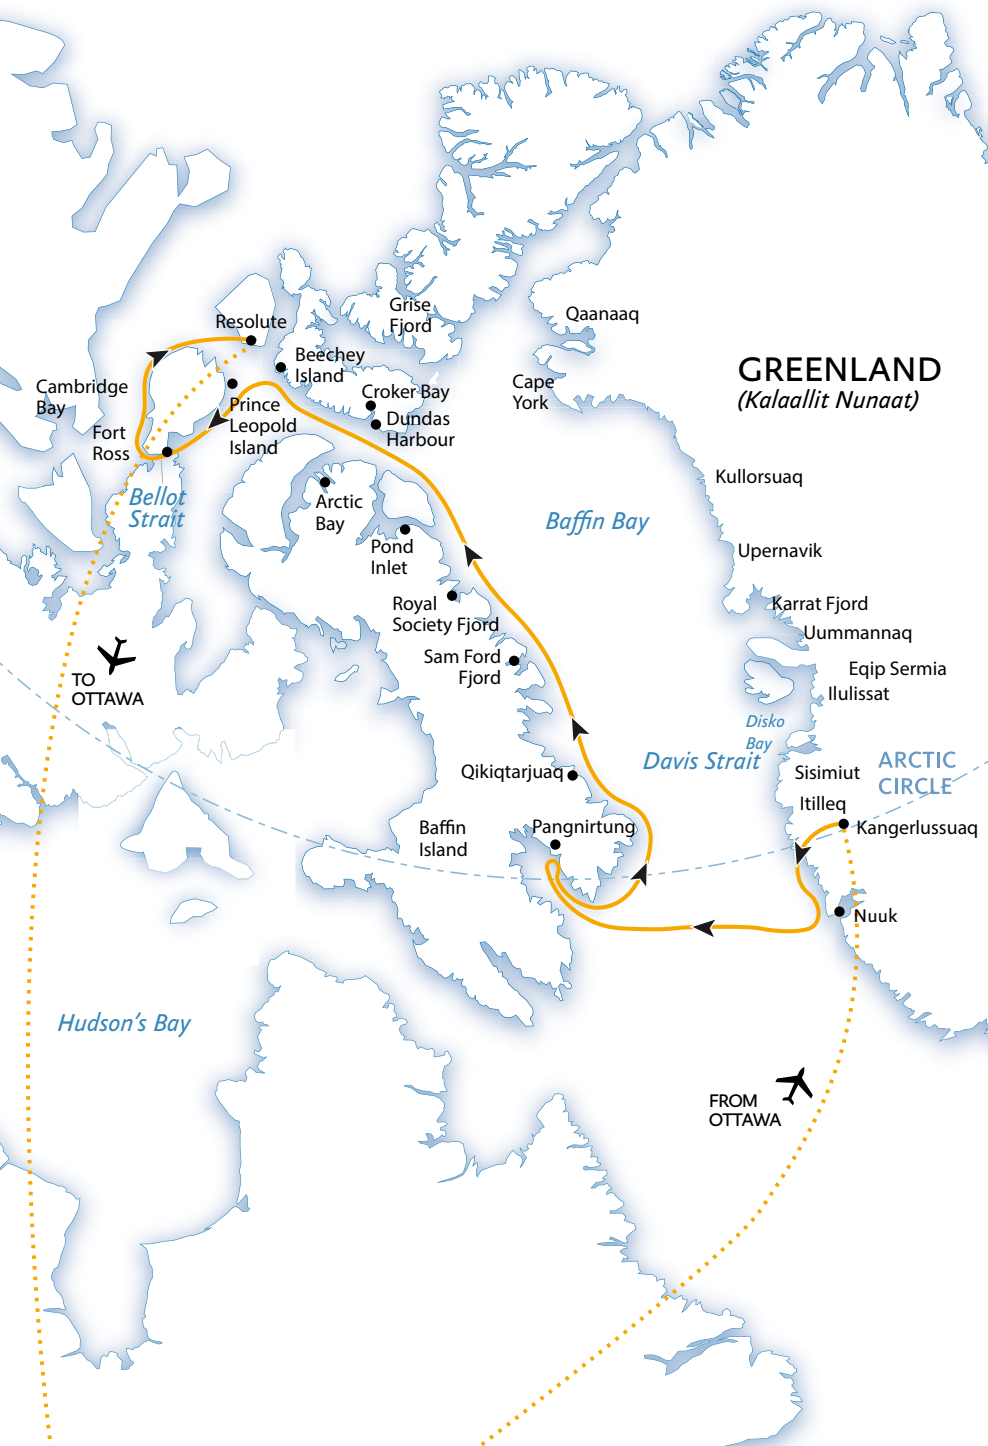 Grise
Fjord
Qaanaaq
Resolute
Beechey
Island
GREENLAND
(Kalaallit Nunaat)
Cambridge
Bay
Croker Bay
Cape
York
Prince
Leopold
Island
Dundas
Harbour
Fort
Ross
Kullorsuaq
Bellot
Strait
Arctic
Bay
Baffin Bay
Pond
Inlet
Upernavik
Royal
Society Fjord
Karrat Fjord
Uummannaq
Sam Ford
Fjord
Eqip Sermia
Ilulissat
TO
OTTAWA
Disko
Bay
Davis Strait
ARCTIC
CIRCLE
Qikiqtarjuaq
Sisimiut
Itilleq
Baffin
Island
Pangnirtung
Kangerlussuaq
Nuuk
Hudson's Bay
FROM
OTTAWA